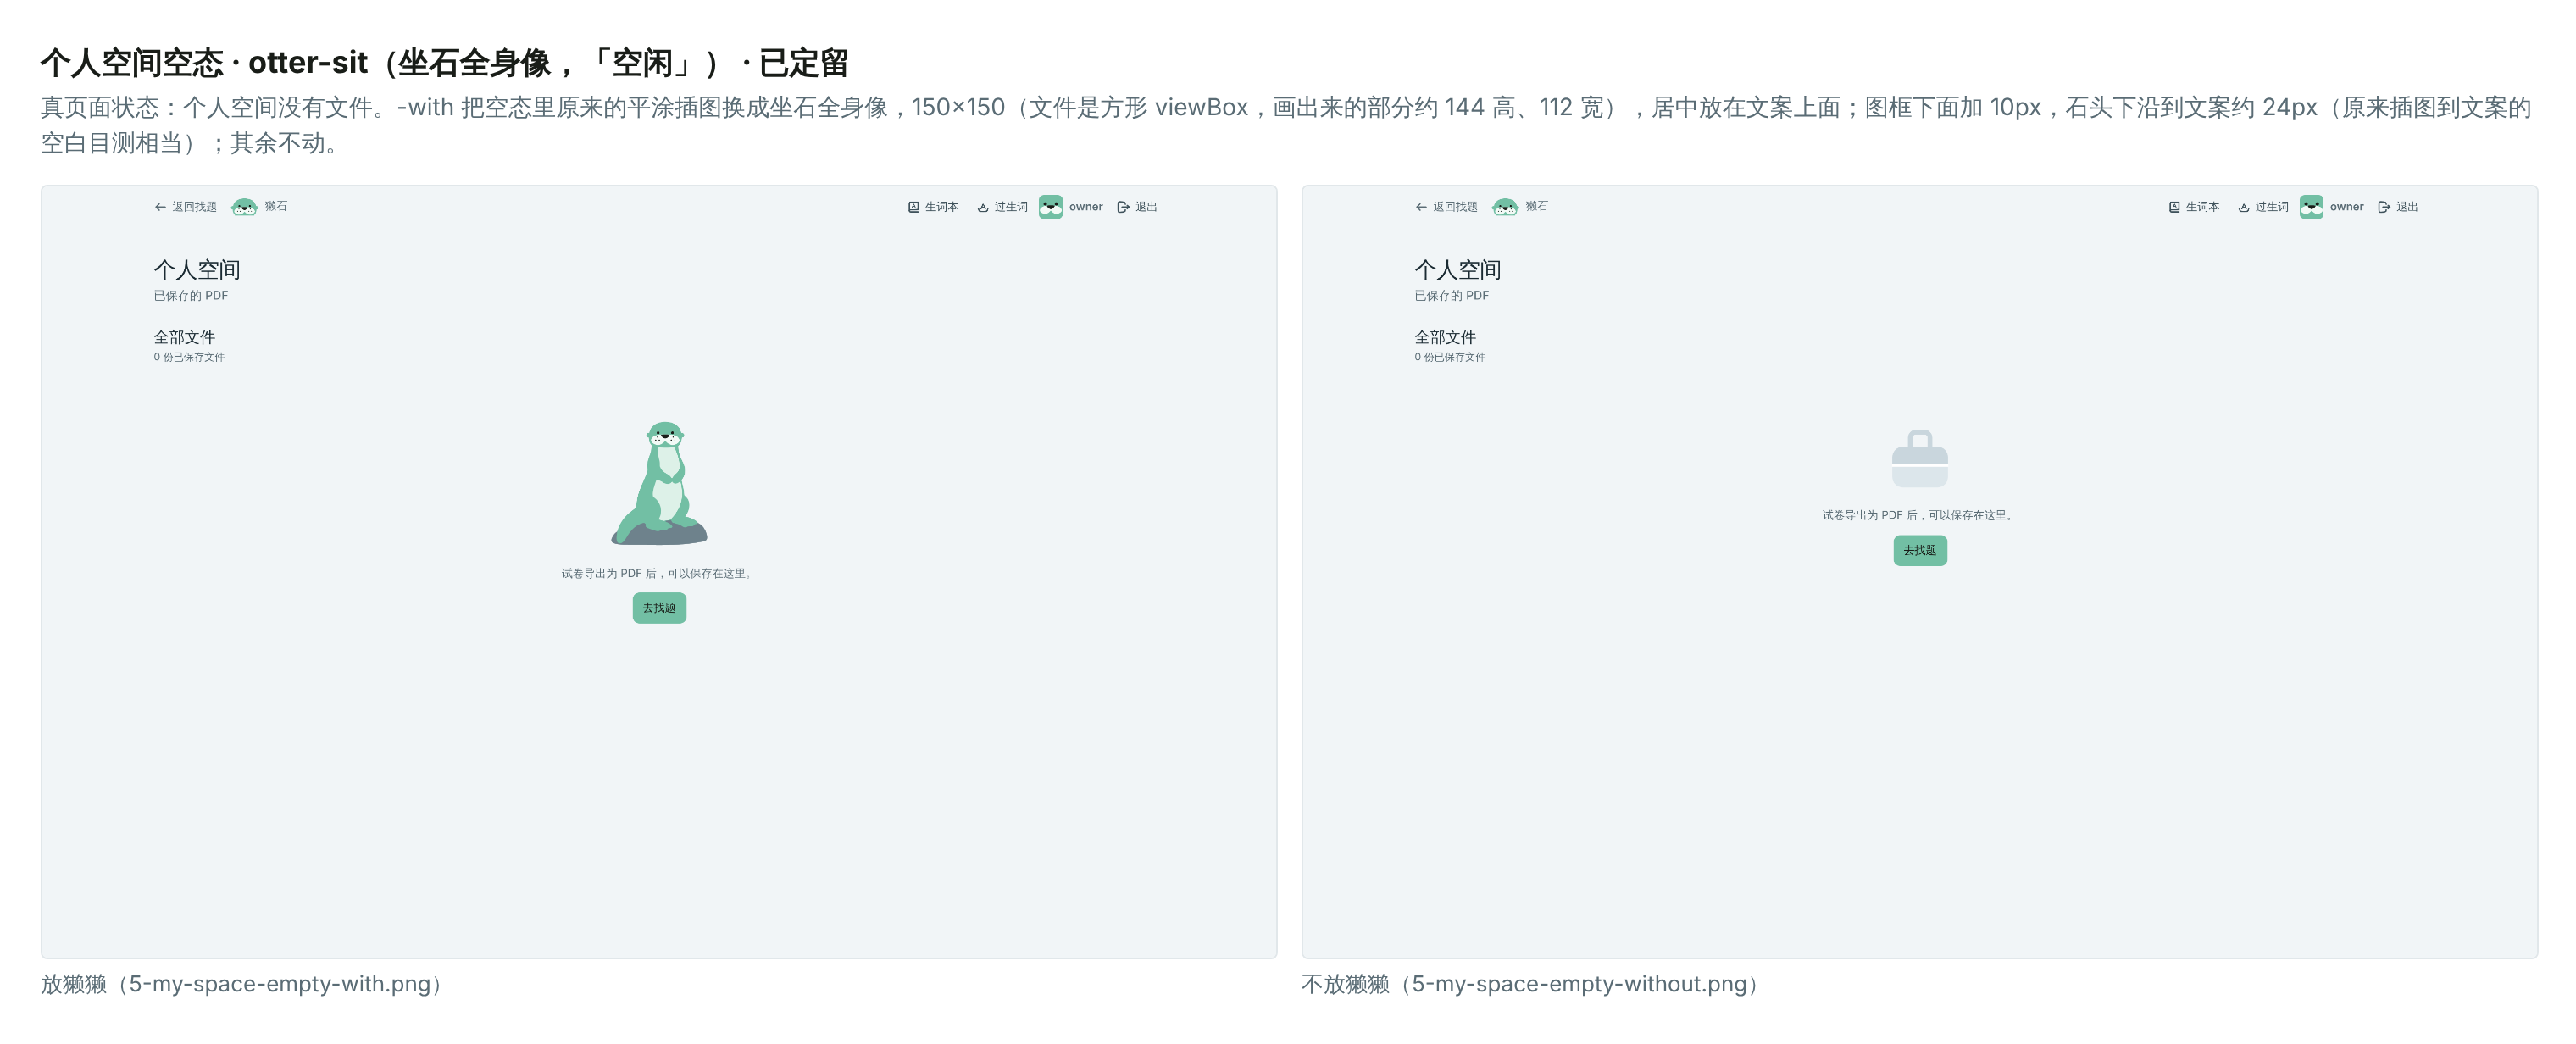 个人空间空态 · otter-sit（坐石全身像，「空闲」）· 已定留
真页面状态：个人空间没有文件。-with 把空态里原来的平涂插图换成坐石全身像，150×150（文件是方形 viewBox，画出来的部分约 144 高、112 宽），居中放在文案上面；图框下面加 10px，石头下沿到文案约 24px（原来插图到文案的
空白目测相当）；其余不动。
返回找题 獭石 生词本 过生词 owner 退出
个人空间
已保存的 PDF
全部文件
0 份已保存文件
试卷导出为 PDF 后，可以保存在这里。
去找题
放獭獭（5-my-space-empty-with.png）
返回找题 獭石 生词本 过生词 owner 退出
个人空间
已保存的 PDF
全部文件
0 份已保存文件
试卷导出为 PDF 后，可以保存在这里。
去找题
不放獭獭（5-my-space-empty-without.png）